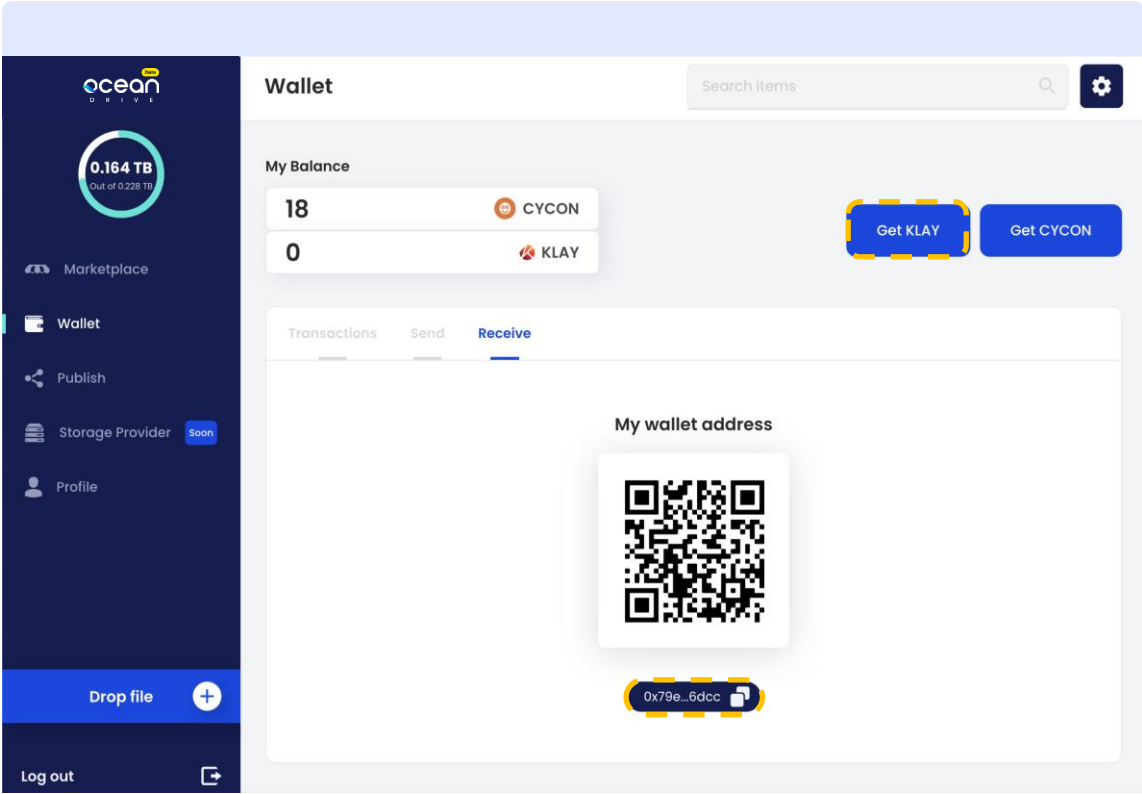 ocean
DRIVE
Wallet
Search items
0.164 TB
Out of 0.228 TB
My Balance
18
CYCON
0
KLAY
Get KLAY
Get CYCON
Marketplace
Wallet
Publish
Storage Provider
Soon
Profile
Transactions
Send
Receive
My wallet address
0x79e...6dcc
Drop file
Log out